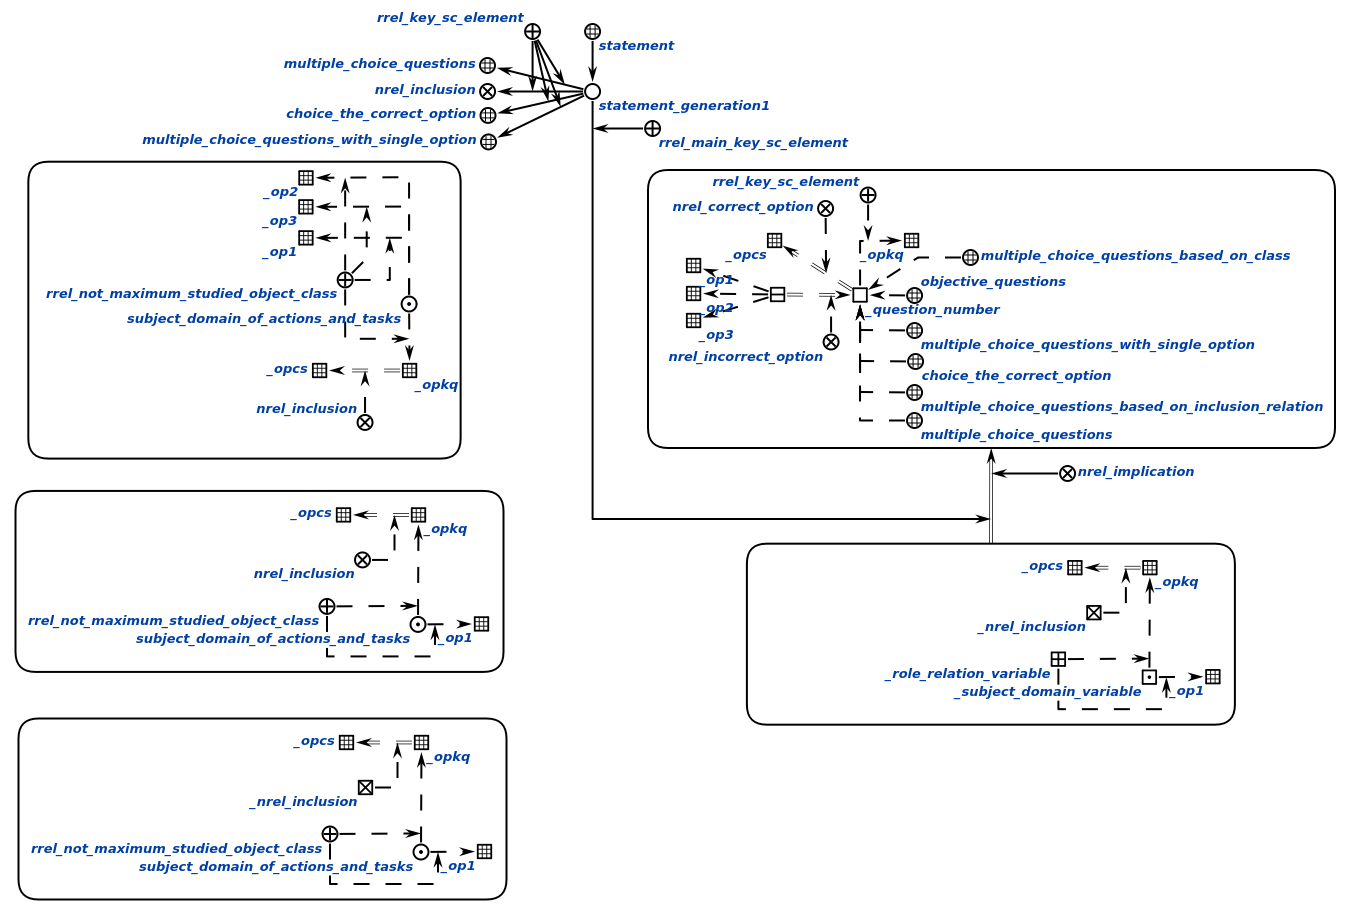 rrel_key_sc_element
statement
multiple_choice_questions
nrel_inclusion
statement_generation1
choice_the_correct_option
multiple_choice_questions_with_single_option
rrel_main_key_sc_element
_op2
_op3
_op1
rrel_not_maximum_studied_object_class
subject_domain_of_actions_and_tasks
_opcs
_opkq
nrel_inclusion
rrel_key_sc_element
nrel_correct_option
_opcs
_opkq
multiple_choice_questions_based_on_class
_op1
objective_questions
_op2
_question_number
_op3
multiple_choice_questions_with_single_option
nrel_incorrect_option
choice_the_correct_option
multiple_choice_questions_based_on_inclusion_relation
multiple_choice_questions
nrel_implication
_opcs
_opkq
nrel_inclusion
rrel_not_maximum_studied_object_class
subject_domain_of_actions_and_tasks
_op1
_opcs
_opkq
_nrel_inclusion
_role_relation_variable
_subject_domain_variable
_op1
_opcs
_opkq
_nrel_inclusion
rrel_not_maximum_studied_object_class
subject_domain_of_actions_and_tasks
_op1